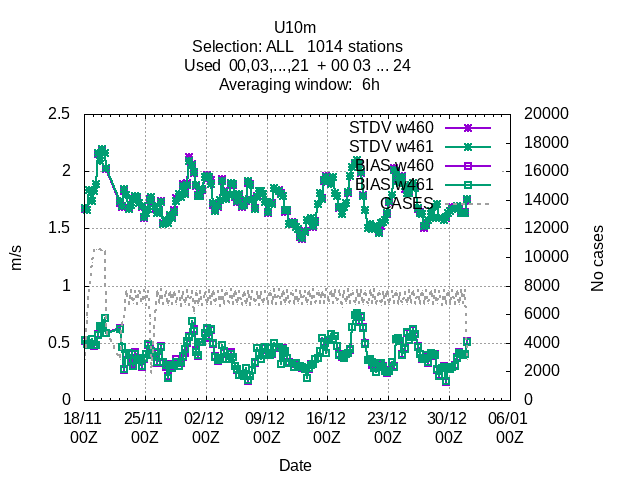 U10m
Selection: ALL   1014 stations
Used  00,03,...,21  + 00 03 ... 24
Averaging window:  6h
2.5
2
1.5
1
0.5
0
m/s
20000
18000
16000
14000
12000
10000
8000
6000
4000
2000
0
No cases
STDV w460
STDV w461
BIAS w460
BIAS w461
CASES
18/11 25/11 02/12 09/12 16/12 23/12 30/12 06/01
00Z 00Z 00Z 00Z 00Z 00Z 00Z 00Z
Date